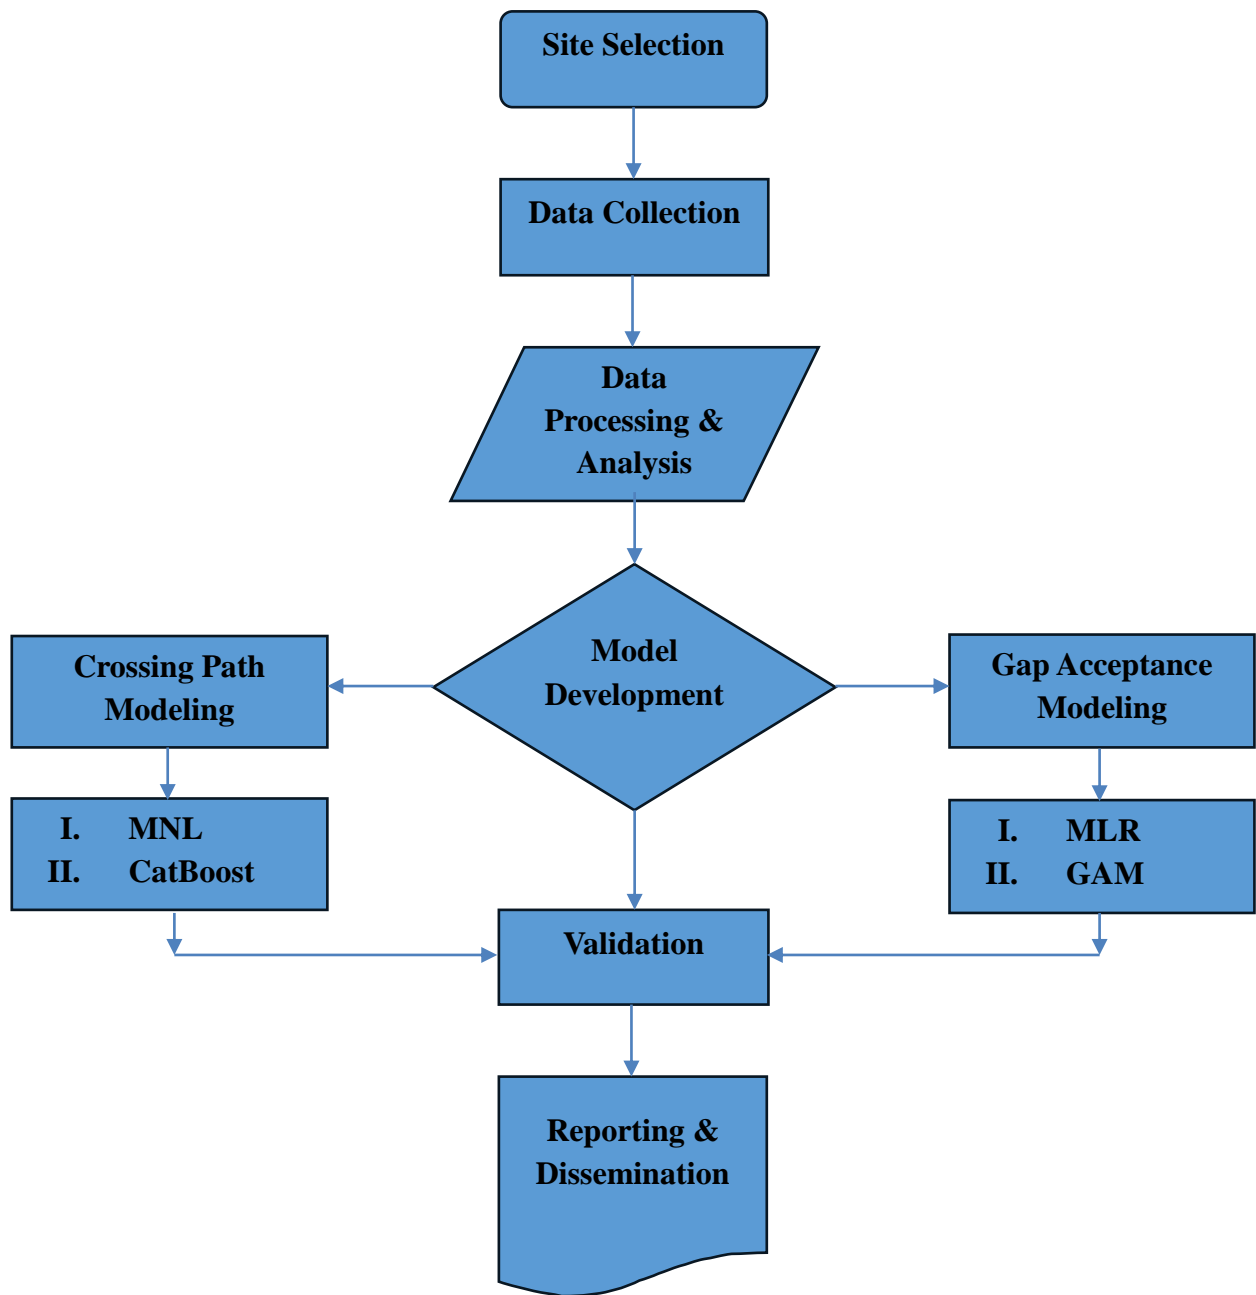 Site Selection
Data Collection
Data
Processing &
Analysis
Model
Development
Crossing Path
Modeling
Gap Acceptance
Modeling
I. MNL
II. CatBoost
I. MLR
II. GAM
Validation
Reporting &
Dissemination